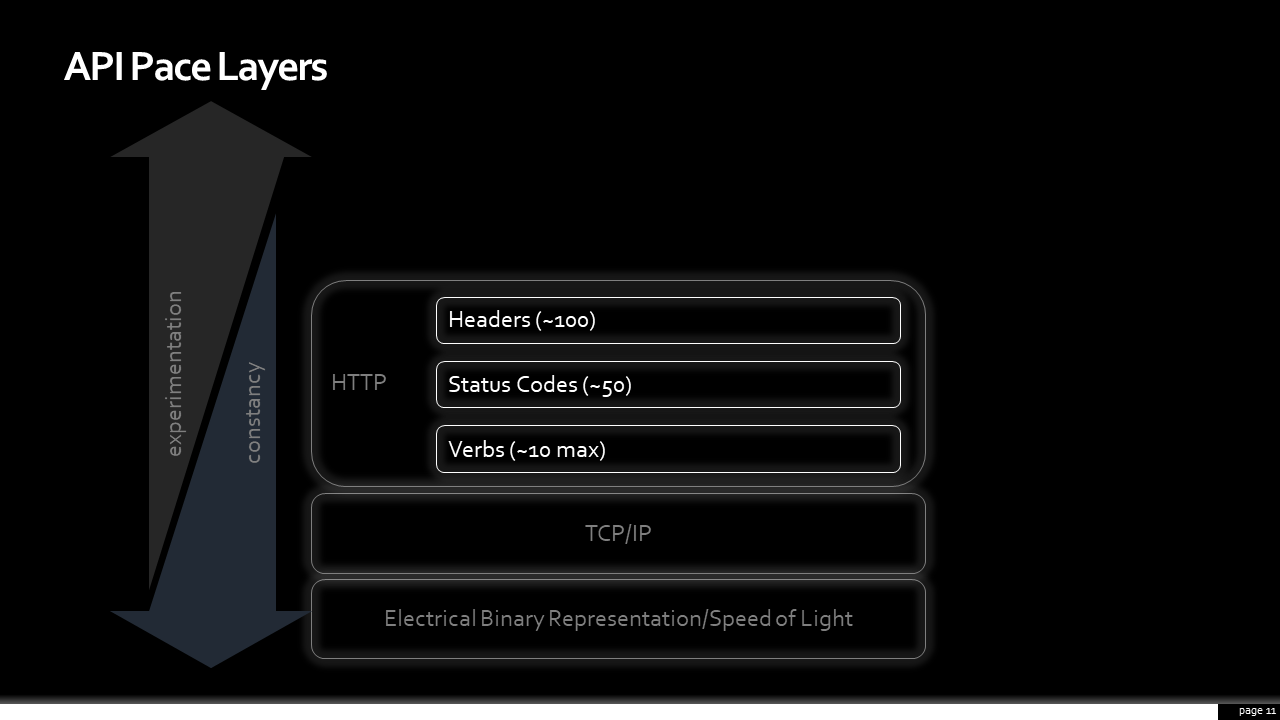 API Pace Layers
experimentation
constancy
HTTP
Headers (~100)
Status Codes (~50)
Verbs (~10 max)
TCP/IP
Electrical Binary Representation/Speed of Light
page 11